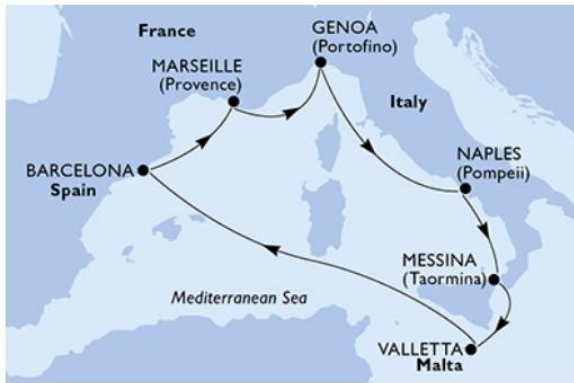 France
GENOA
(Portofino)
MARSEILLE
(Provence)
Italy
BARCELONA
Spain
NAPLES
(Pompeii)
MESSINA
(Taormina)
Mediterranean Sea
VALLETTA
Malta